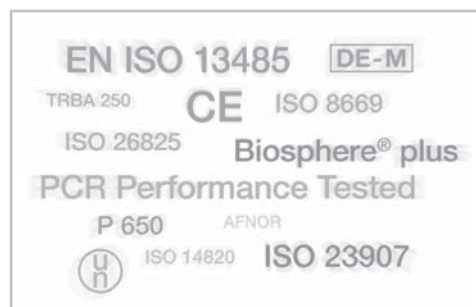 EN ISO 13485 DE-M
TRBA 250 CE ISO 8669
ISO 26825 Biosphere® plus
PCR Performance Tested
P 650 AFNOR
un ISO 14820 ISO 23907